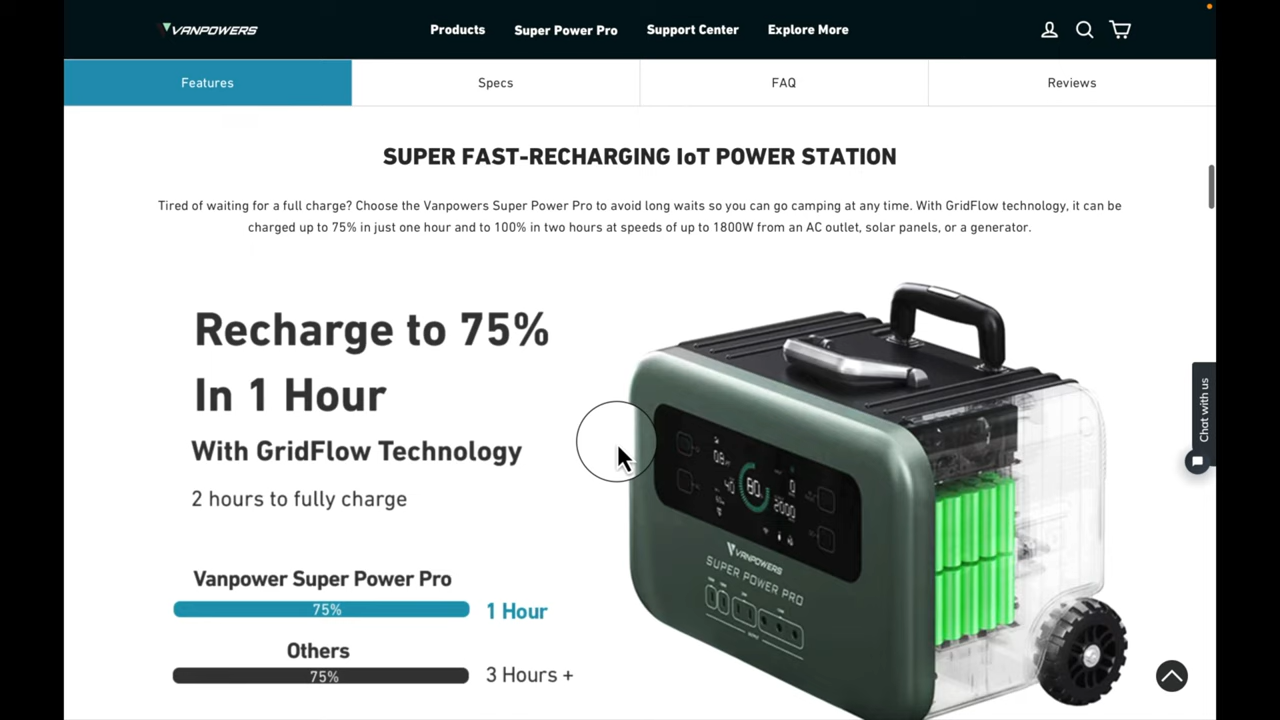 VANPOWERS
Products
Super Power Pro
Support Center
Explore More
Features
Specs
FAQ
Reviews
SUPER FAST-RECHARGING IoT POWER STATION
Tired of waiting for a full charge? Choose the Vanpowers Super Power Pro to avoid long waits so you can go camping at any time. With GridFlow technology, it can be
charged up to 75% in just one hour and to 100% in two hours at speeds of up to 1800W from an AC outlet, solar panels, or a generator.
Recharge to 75%
In 1 Hour
With GridFlow Technology
2 hours to fully charge
Vanpower Super Power Pro
75%
1 Hour
Others
75%
3 Hours +
80
2000
VANPOWERS
SUPER POWER PRO
Chat with us